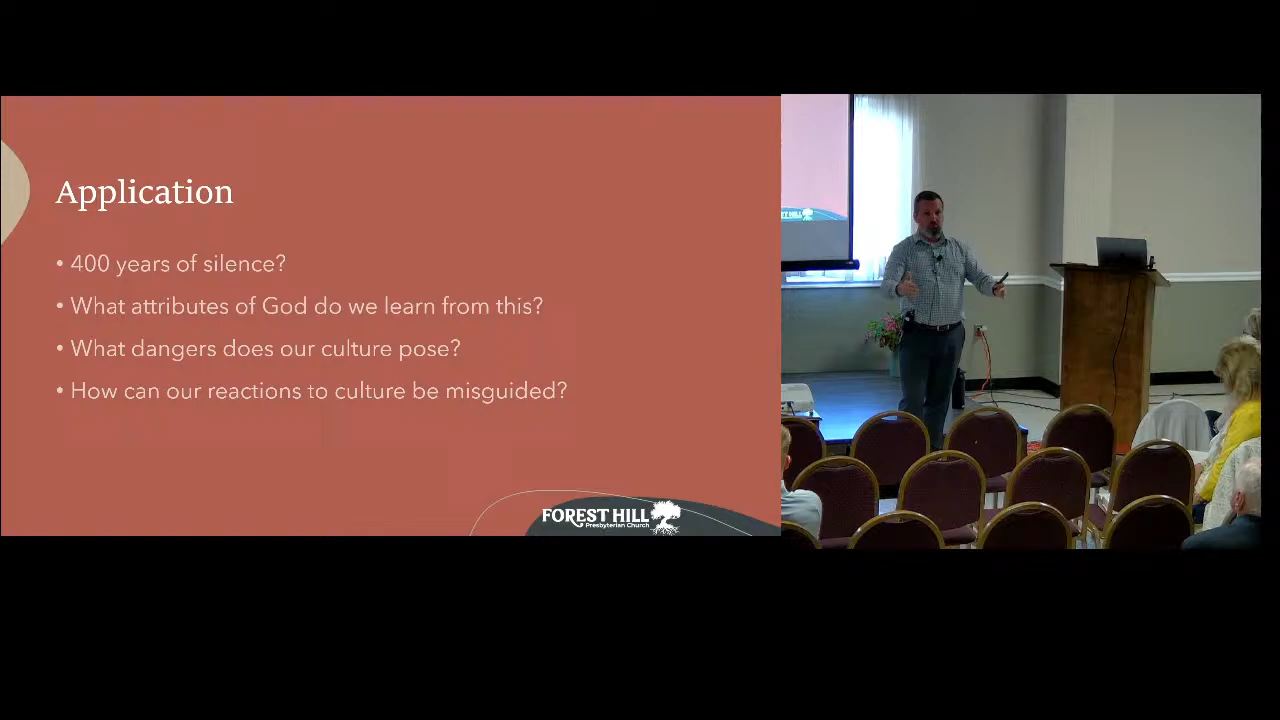 Application
• 400 years of silence?
• What attributes of God do we learn from this?
• What dangers does our culture pose?
• How can our reactions to culture be misguided?
FOREST HILL
Presbyterian Church
HILL